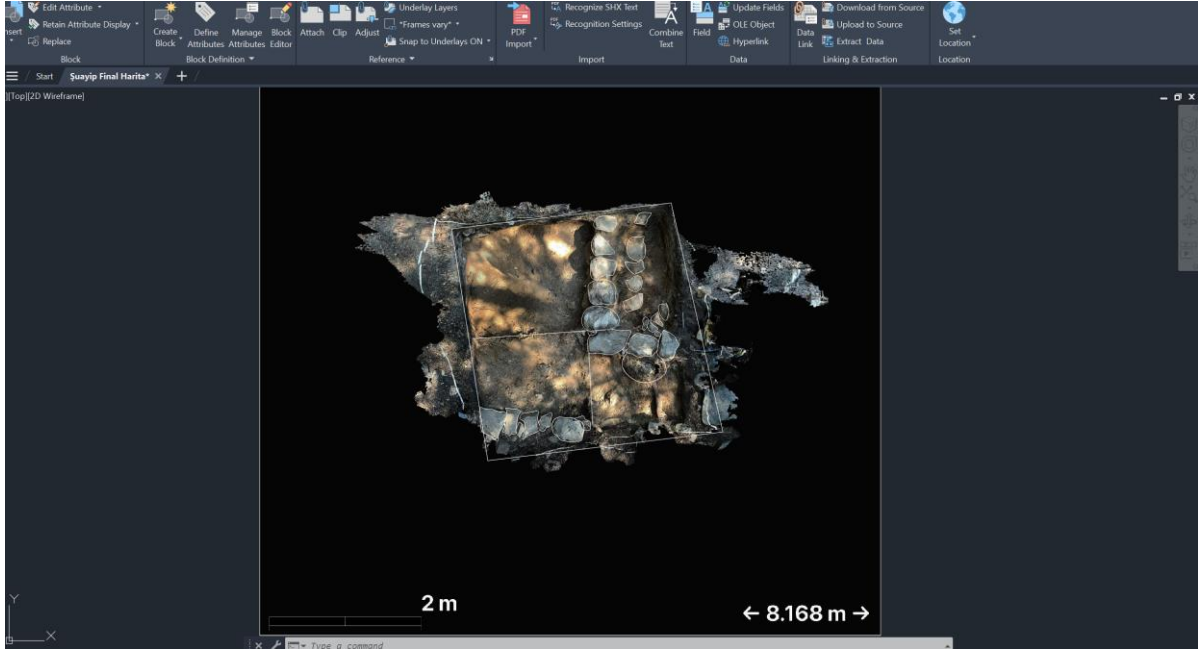 Edit Attribute
Underlay Layers
Recognize SHX Text
Update Fields
Download from Source
Retain Attribute Display
*Frames vary*
Recognition Settings
OLE Object
Upload to Source
Replace
Create Block
Define Attributes
Manage Attributes
Block Editor
Attach
Clip
Adjust
Snap to Underlays ON
PDF Import
Combine Text
Field
Hyperlink
Data Link
Extract Data
Set Location
Block
Block Definition
Reference
Import
Data
Linking & Extraction
Location
Start
Şuayip Final Harita*
][Top][2D Wireframe]
2 m
← 8.168 m →
Y
X
Type a command